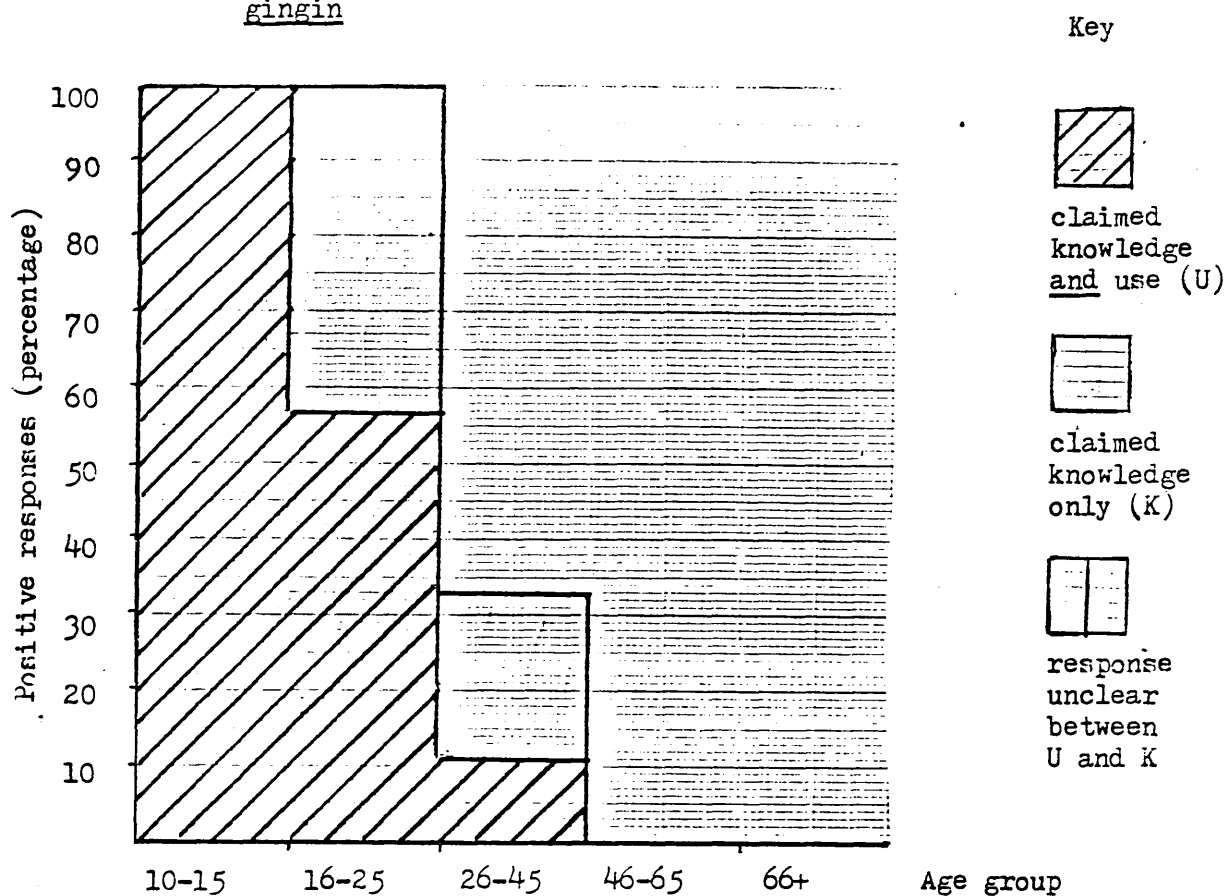 gingin
Key
100
90
80
70
60
50
40
30
20
10
Positive responses (percentage)
claimed
knowledge
and use (U)
claimed
knowledge
only (K)
response
unclear
between
U and K
10-15 16-25 26-45 46-65 66+ Age group